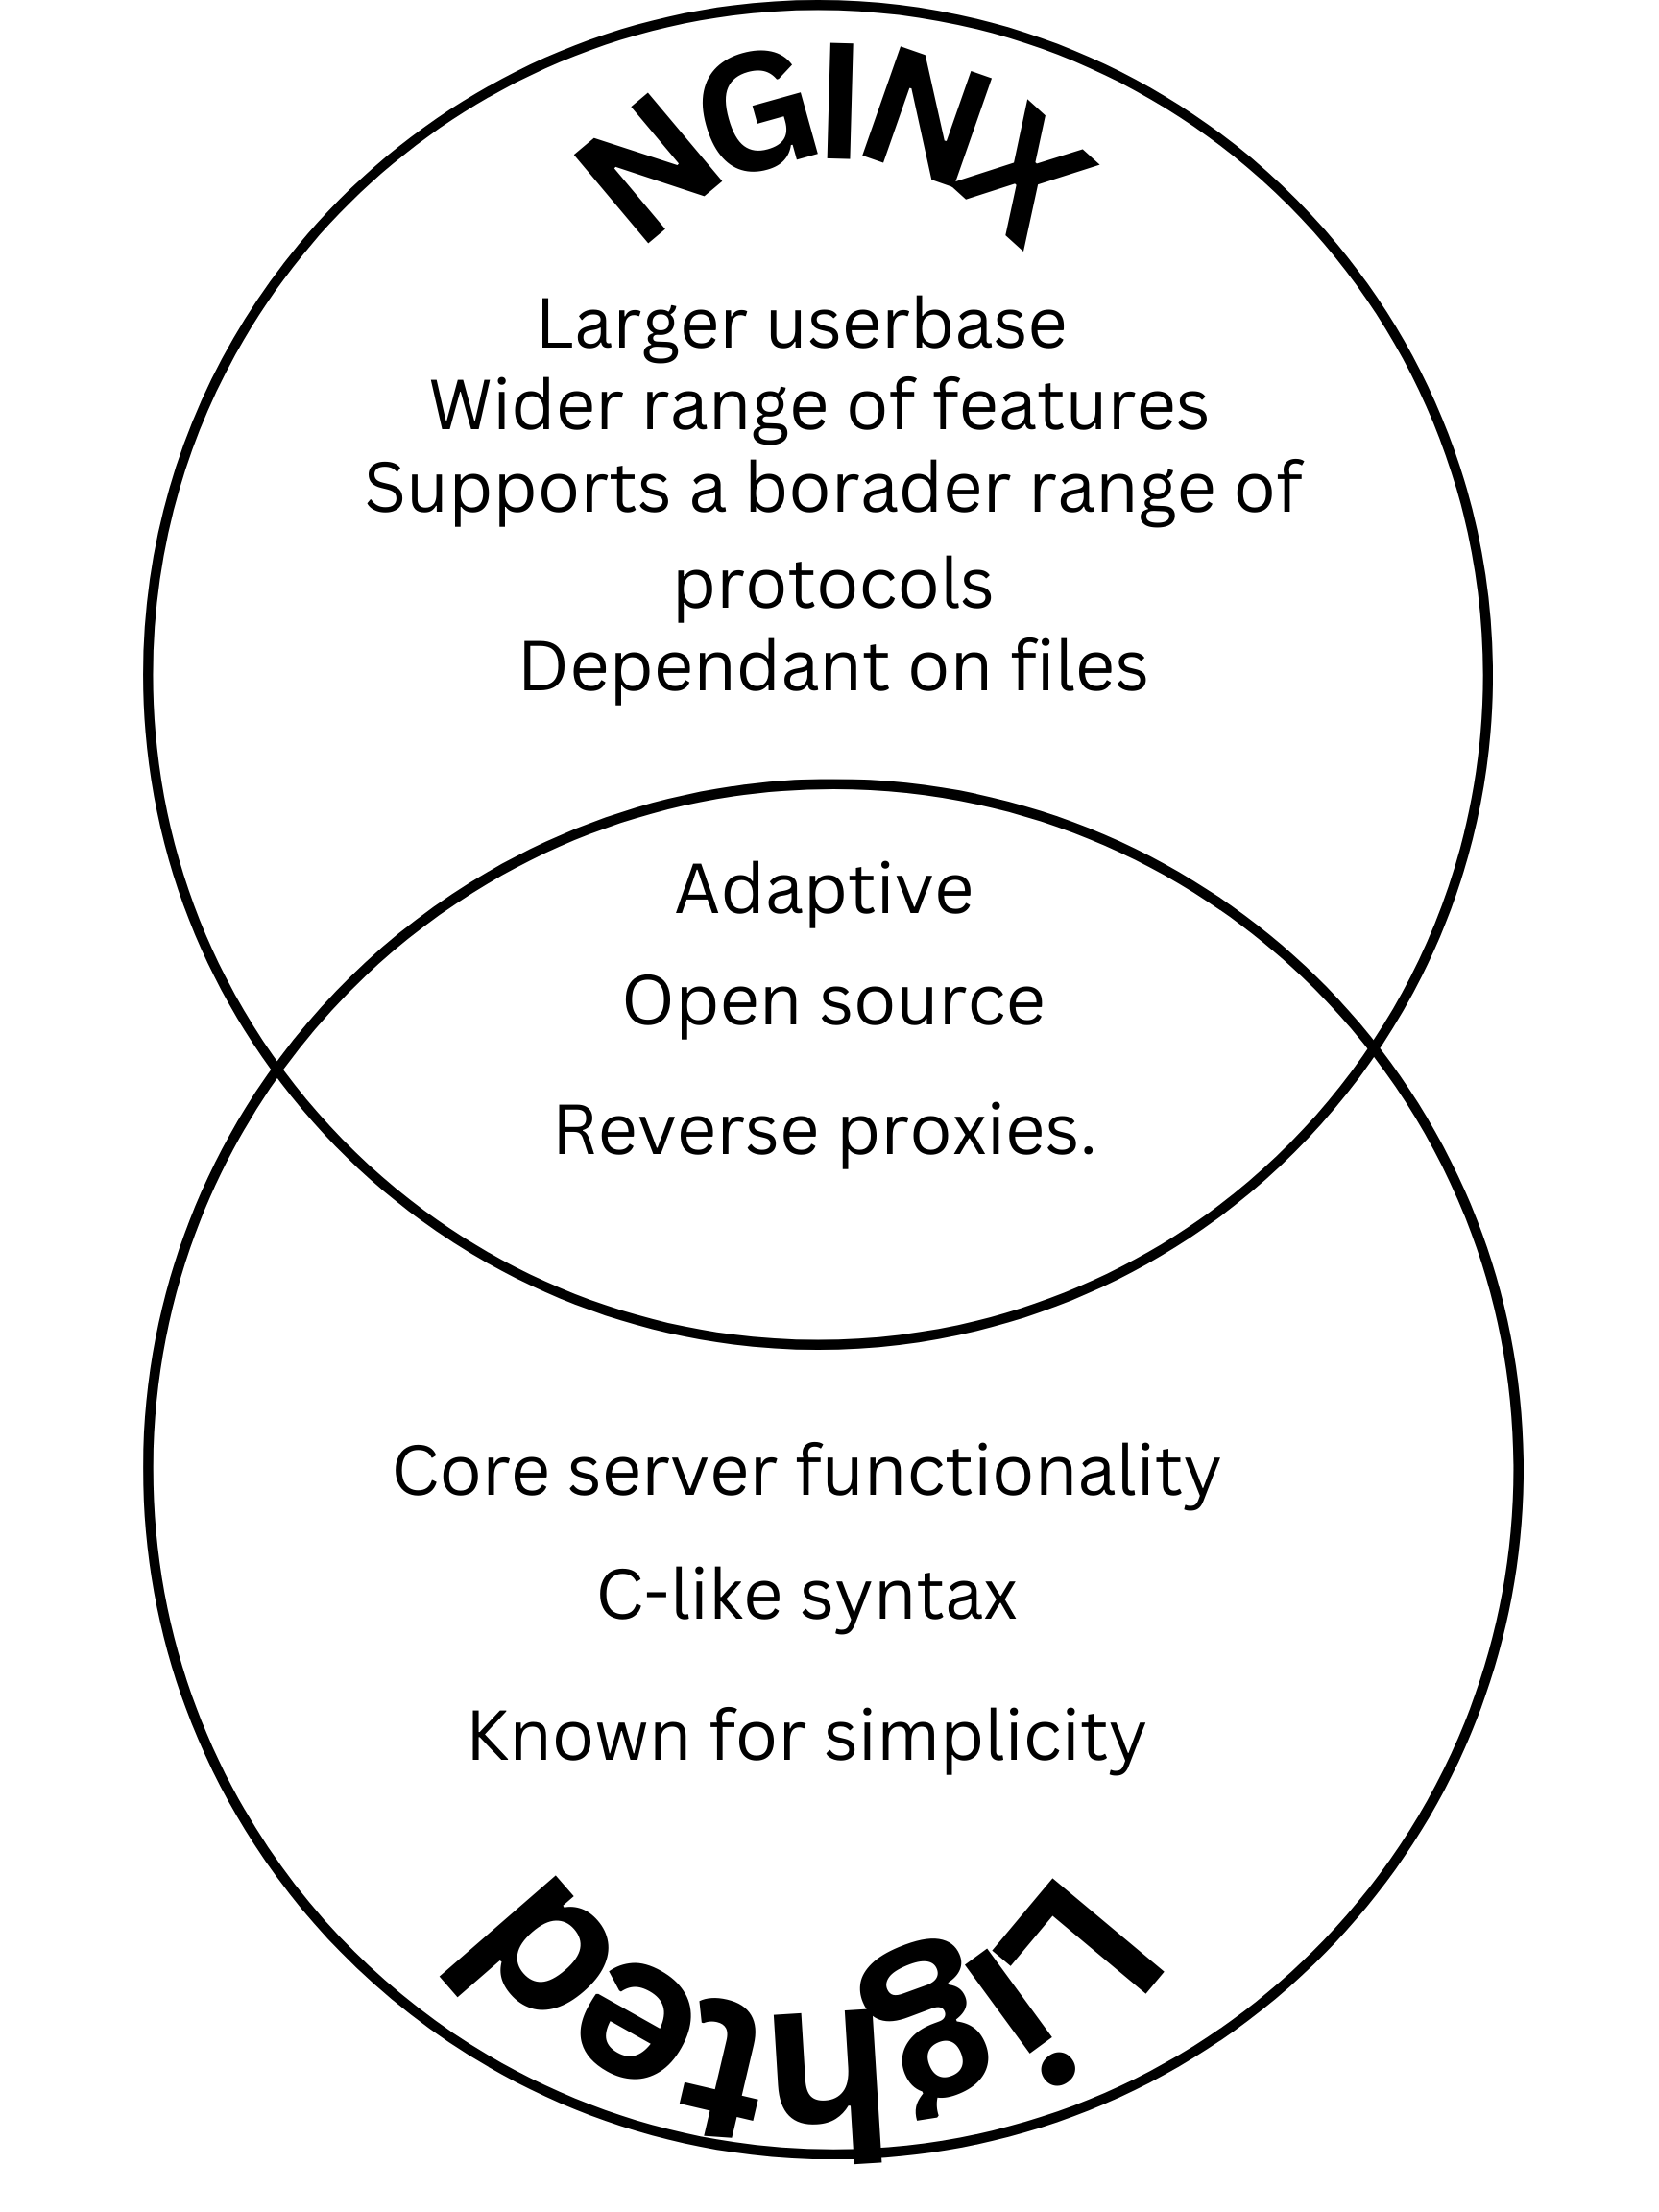 NGINX
Larger userbase
Wider range of features
Supports a borader range of
protocols
Dependant on files
Adaptive
Open source
Reverse proxies.
Core server functionality
C-like syntax
Known for simplicity
Lighted